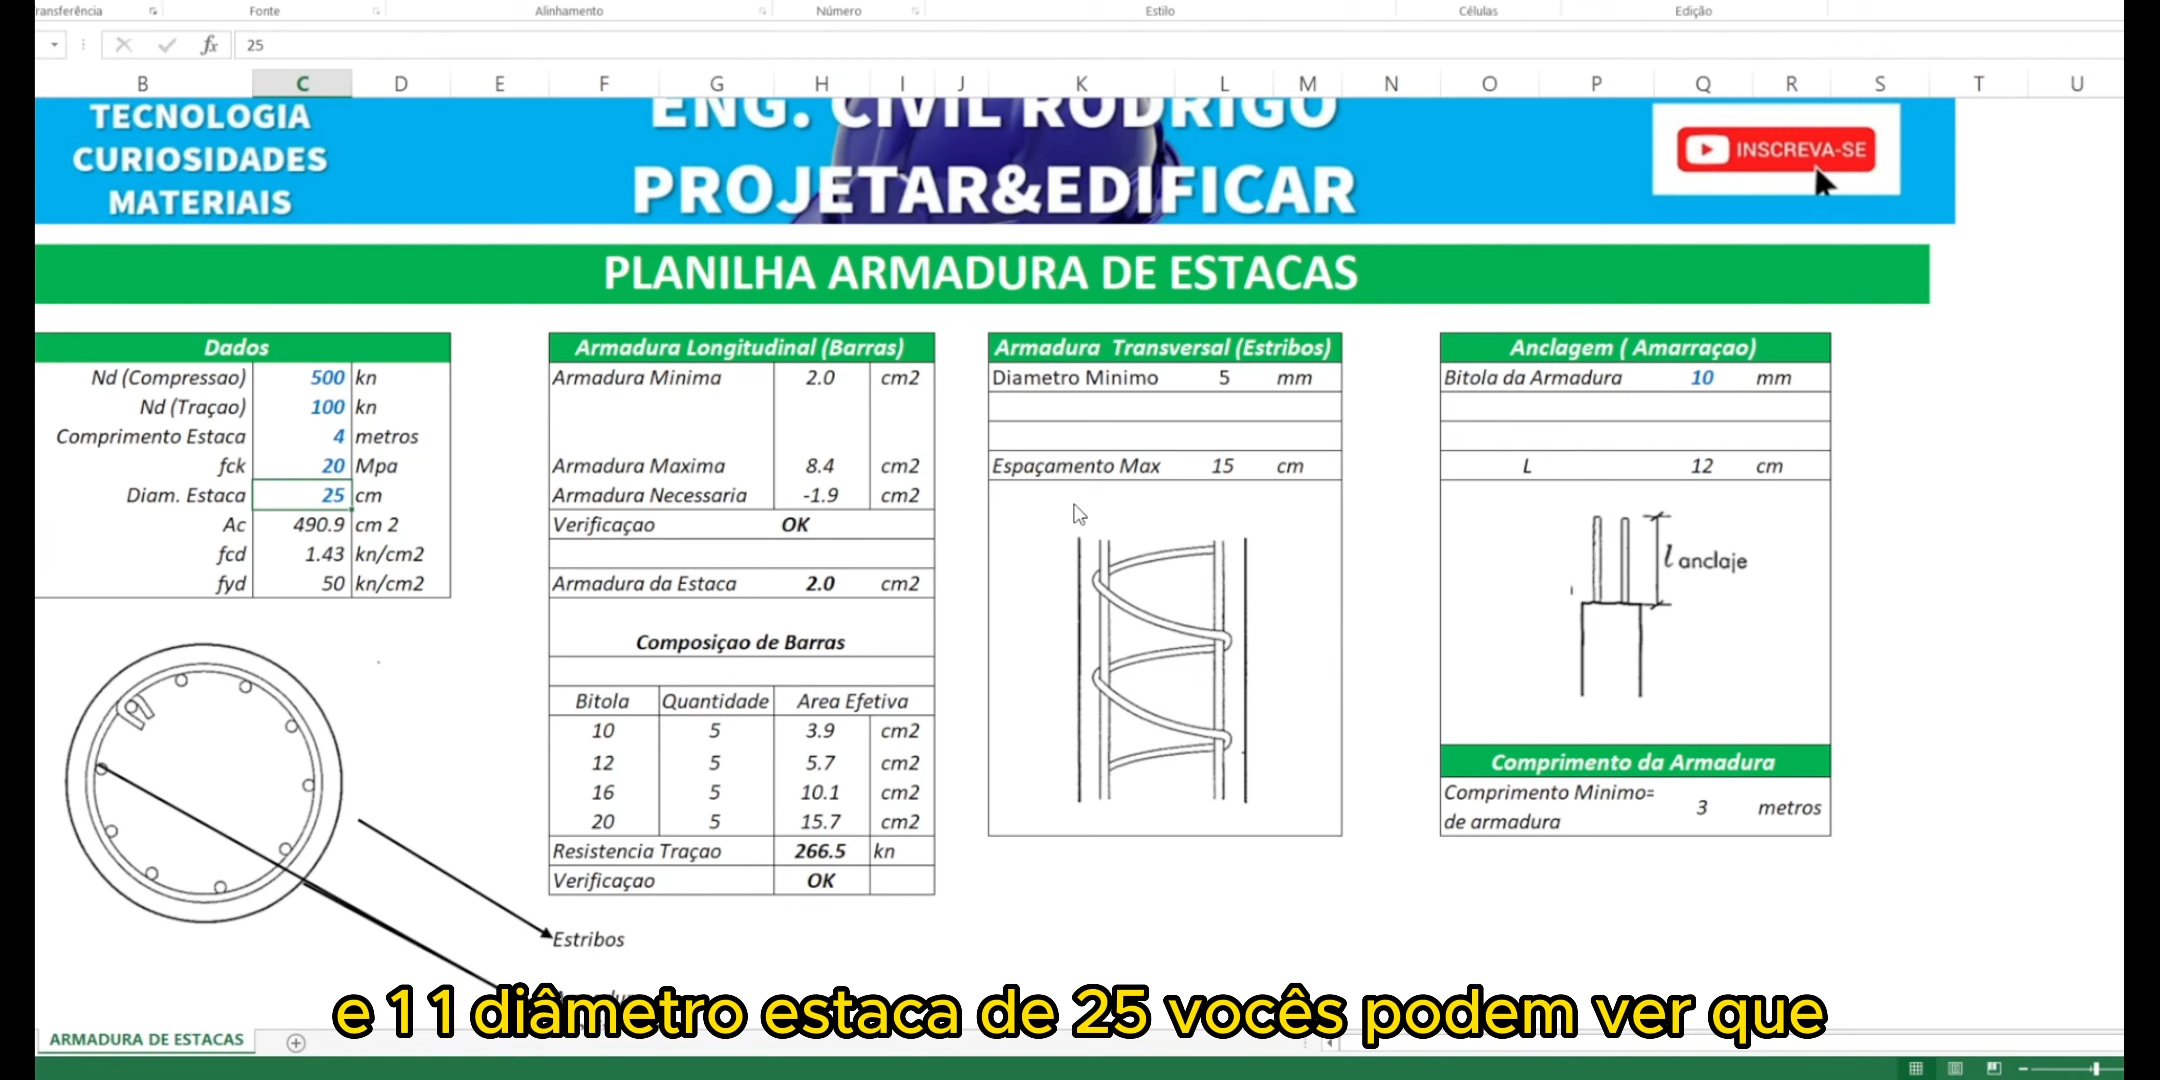 ransferência Fonte Alinhamento Número Estilo Células Edição
fx 25
B C D E F G H I J K L M N O P Q R S T U
TECNOLOGIA
CURIOSIDADES
MATERIAIS
ENG. CIVIL RODRIGO
PROJETAR&EDIFICAR
INSCREVA-SE
PLANILHA ARMADURA DE ESTACAS
Dados
Nd (Compressao) 500 kn
Nd (Traçao) 100 kn
Comprimento Estaca 4 metros
fck 20 Mpa
Diam. Estaca 25 cm
Ac 490.9 cm 2
fcd 1.43 kn/cm2
fyd 50 kn/cm2
Armadura Longitudinal (Barras)
Armadura Minima 2.0 cm2
Armadura Maxima 8.4 cm2
Armadura Necessaria -1.9 cm2
Verificaçao OK
Armadura da Estaca 2.0 cm2
Composiçao de Barras
Bitola Quantidade Area Efetiva
10 5 3.9 cm2
12 5 5.7 cm2
16 5 10.1 cm2
20 5 15.7 cm2
Resistencia Traçao 266.5 kn
Verificaçao OK
Armadura Transversal (Estribos)
Diametro Minimo 5 mm
Espaçamento Max 15 cm
Anclagem ( Amarraçao)
Bitola da Armadura 10 mm
L 12 cm
l anclaje
Comprimento da Armadura
Comprimento Minimo= 3 metros
de armadura
Estribos
e 11 diâmetro estaca de 25 vocês podem ver que
ARMADURA DE ESTACAS